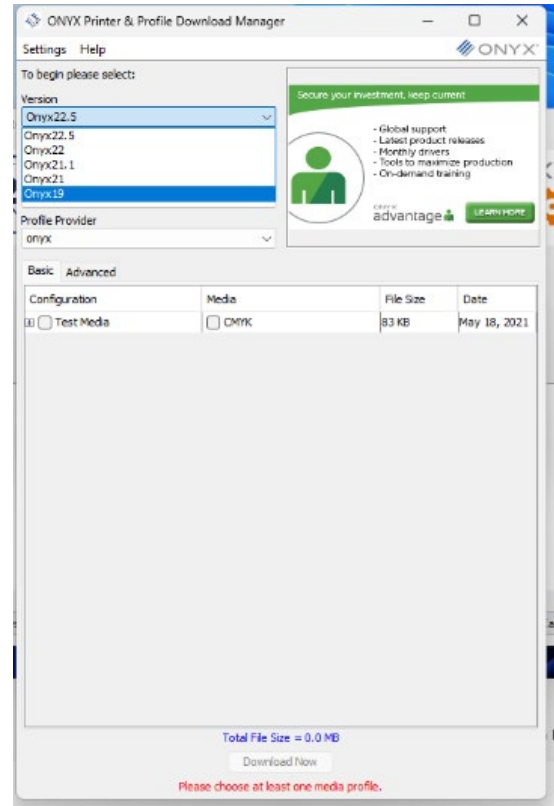 ONYX Printer & Profile Download Manager
Settings Help
ONYX
To begin please select:
Version
Onyx22.5
Onyx22.5
Onyx22
Onyx21.1
Onyx21
Onyx19
Profile Provider
onyx
Secure your investment, keep current
- Global support
- Latest product releases
- Monthly drivers
- Tools to maximize production
- On-demand training
ONYX
advantage
LEARN MORE
Basic Advanced
Configuration Media File Size Date
Test Media CMYK 83 KB May 18, 2021
Total File Size = 0.0 MB
Download Now
Please choose at least one media profile.